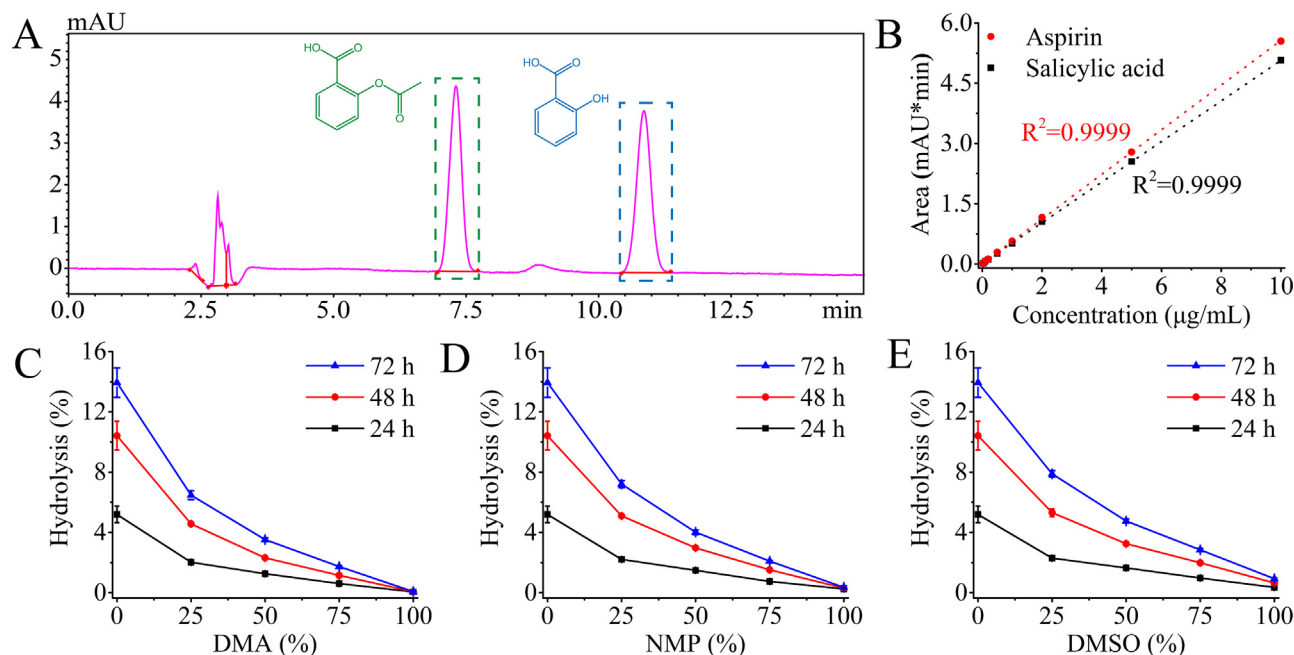 A
mAU
5
4
3
2
1
0
0.0 2.5 5.0 7.5 10.0 12.5 min
HO O
O
O
HO O
OH
B
Area (mAU*min)
6.0
4.5
3.0
1.5
0.0
Aspirin
Salicylic acid
R²=0.9999
R²=0.9999
0 2 4 6 8 10
Concentration (μg/mL)
C
Hydrolysis (%)
16
12
8
4
0
72 h
48 h
24 h
0 25 50 75 100
DMA (%)
D
Hydrolysis (%)
16
12
8
4
0
72 h
48 h
24 h
0 25 50 75 100
NMP (%)
E
Hydrolysis (%)
16
12
8
4
0
72 h
48 h
24 h
0 25 50 75 100
DMSO (%)